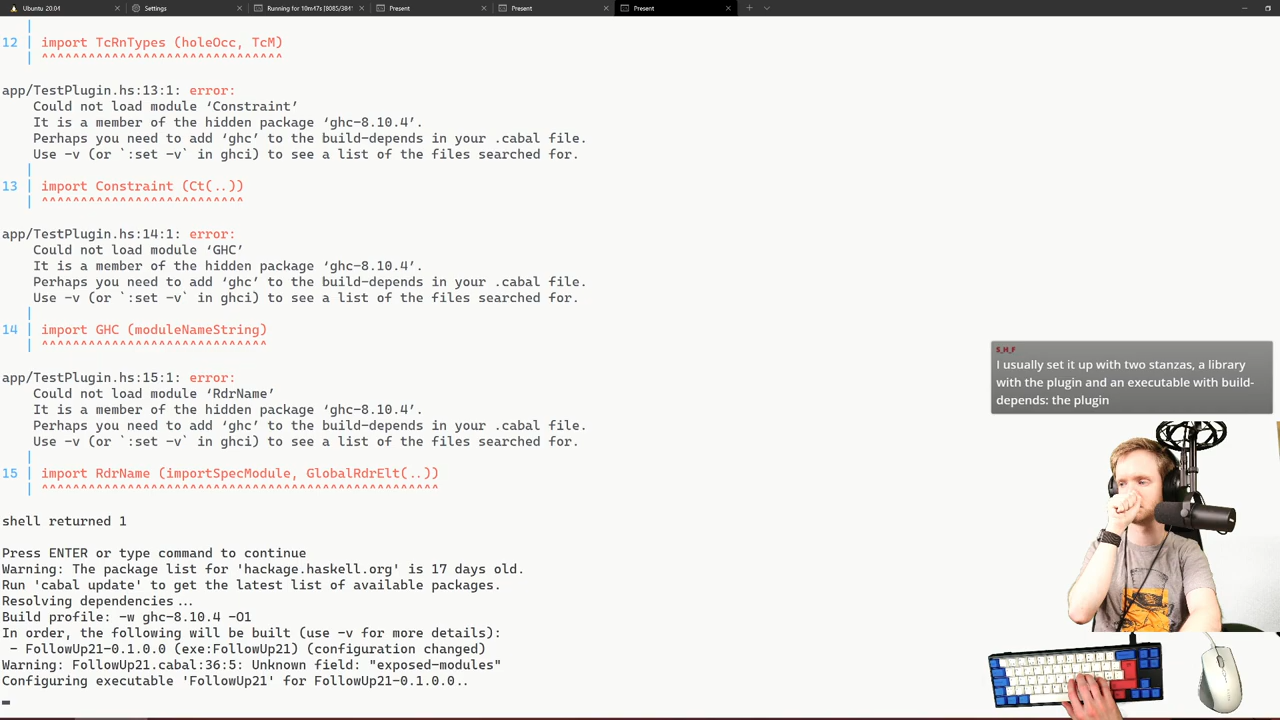 Ubuntu 20.04
Settings
Running for 10m47s [8085/384
Present
Present
Present
12 | import TcRnTypes (holeOcc, TcM)
| ^^^^^^^^^^^^^^^^^^^^^^^^^^^^^^^
app/TestPlugin.hs:13:1: error:
Could not load module ‘Constraint’
It is a member of the hidden package ‘ghc-8.10.4’.
Perhaps you need to add ‘ghc’ to the build-depends in your .cabal file.
Use -v (or `:set -v` in ghci) to see a list of the files searched for.
|
13 | import Constraint (Ct(..))
| ^^^^^^^^^^^^^^^^^^^^^^^^^^
app/TestPlugin.hs:14:1: error:
Could not load module ‘GHC’
It is a member of the hidden package ‘ghc-8.10.4’.
Perhaps you need to add ‘ghc’ to the build-depends in your .cabal file.
Use -v (or `:set -v` in ghci) to see a list of the files searched for.
|
14 | import GHC (moduleNameString)
| ^^^^^^^^^^^^^^^^^^^^^^^^^^^^^
app/TestPlugin.hs:15:1: error:
Could not load module ‘RdrName’
It is a member of the hidden package ‘ghc-8.10.4’.
Perhaps you need to add ‘ghc’ to the build-depends in your .cabal file.
Use -v (or `:set -v` in ghci) to see a list of the files searched for.
|
15 | import RdrName (importSpecModule, GlobalRdrElt(..))
| ^^^^^^^^^^^^^^^^^^^^^^^^^^^^^^^^^^^^^^^^^^^^^^^^^^^
shell returned 1
Press ENTER or type command to continue
Warning: The package list for 'hackage.haskell.org' is 17 days old.
Run 'cabal update' to get the latest list of available packages.
Resolving dependencies...
Build profile: -w ghc-8.10.4 -O1
In order, the following will be built (use -v for more details):
- FollowUp21-0.1.0.0 (exe:FollowUp21) (configuration changed)
Warning: FollowUp21.cabal:36:5: Unknown field: "exposed-modules"
Configuring executable 'FollowUp21' for FollowUp21-0.1.0.0..
S_H_F
I usually set it up with two stanzas, a library
with the plugin and an executable with build-
depends: the plugin